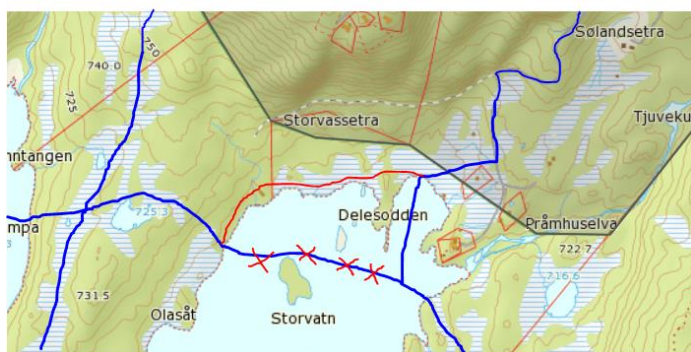 Sølandsetra
750
740.0
725
Storvassetra
Tjuveku
nntangen
725.3
Delesodden
Pråmhuselva
mpa
722.7
716.6
731.5
Olasåt
Storvatn